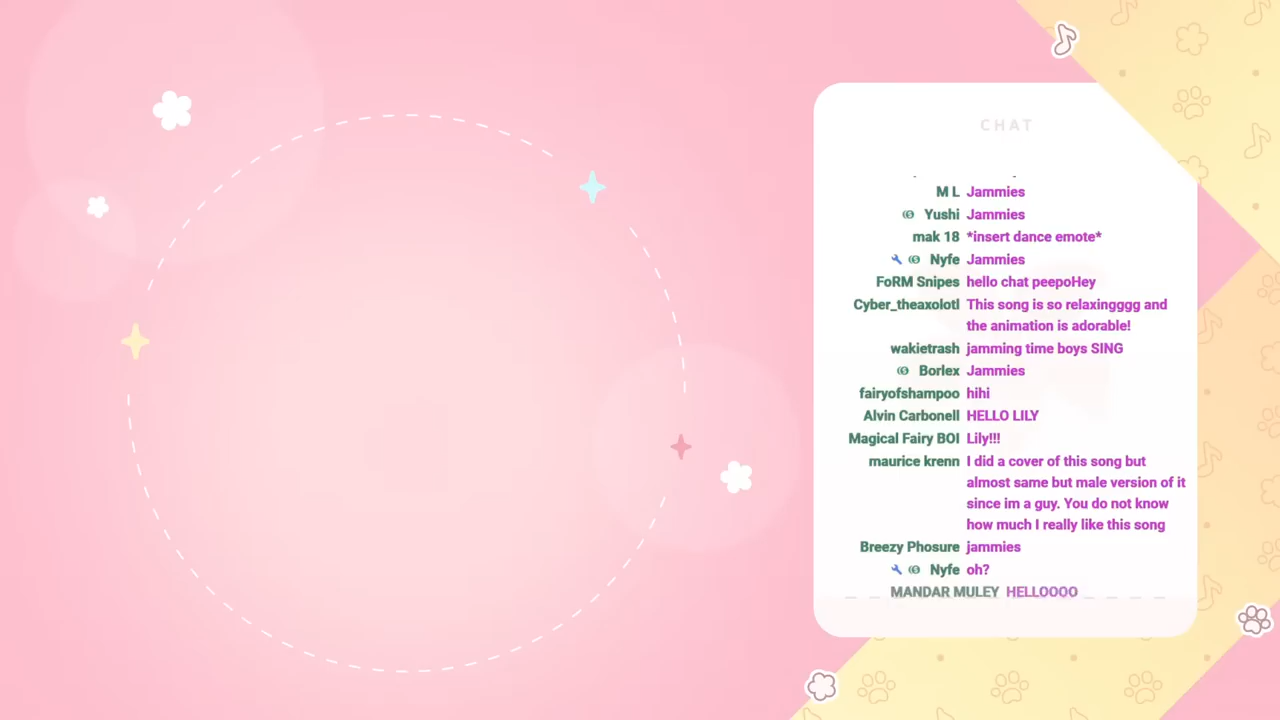 CHAT
M L Jammies
Yushi Jammies
mak 18 *insert dance emote*
Nyfe Jammies
FoRM Snipes hello chat peepoHey
Cyber_theaxolotl This song is so relaxingggg and
the animation is adorable!
wakietrash jamming time boys SING
Borlex Jammies
fairyofshampoo hihi
Alvin Carbonell HELLO LILY
Magical Fairy BOI Lily!!!
maurice krenn I did a cover of this song but
almost same but male version of it
since im a guy. You do not know
how much I really like this song
Breezy Phosure jammies
Nyfe oh?
MANDAR MULEY HELLOOOO